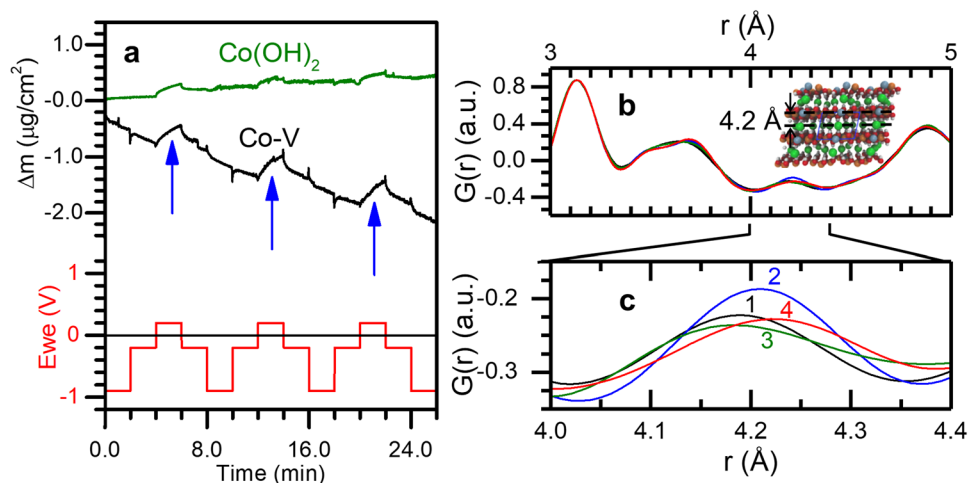 a
Co(OH)2
Co-V
Δm (μg/cm2)
1.0
-0.0
-1.0
-2.0
Ewe (V)
1
0
-1
0.0 8.0 16.0 24.0
Time (min)
r (Å)
3 4 5
b
G(r) (a.u.)
0.8
0.4
0.0
-0.4
4.2 Å
c
G(r) (a.u.)
-0.2
-0.3
2
1
4
3
4.0 4.1 4.2 4.3 4.4
r (Å)